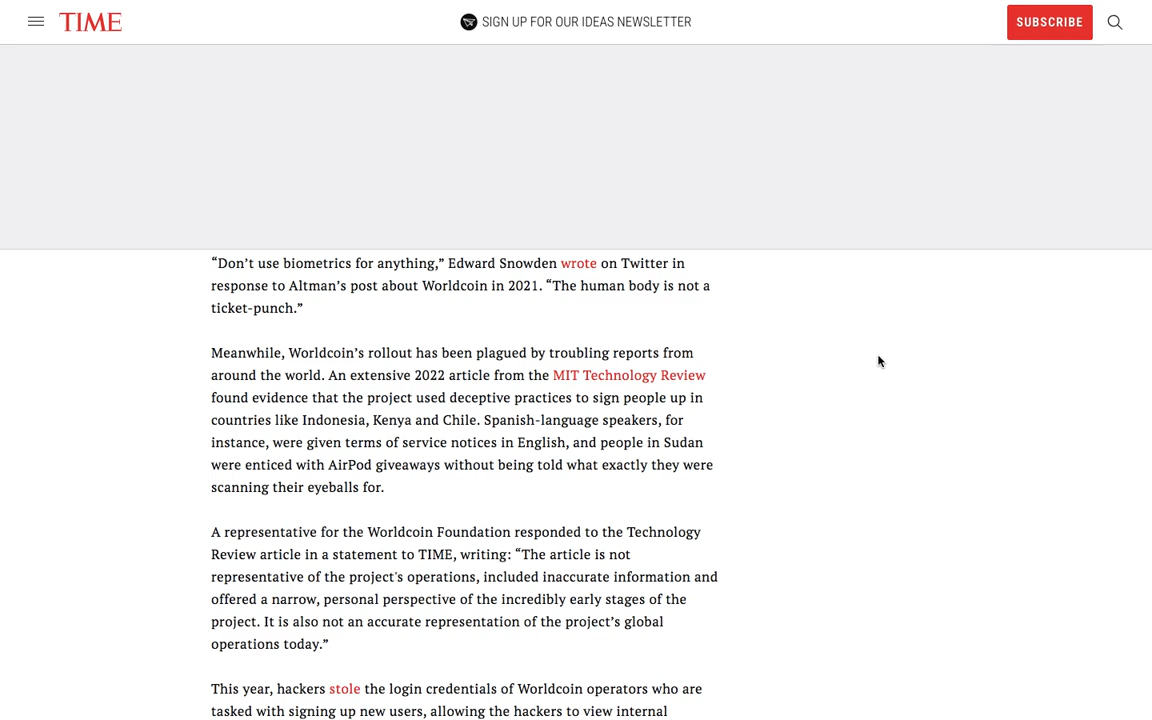 TIME
SIGN UP FOR OUR IDEAS NEWSLETTER
SUBSCRIBE
“Don’t use biometrics for anything,” Edward Snowden wrote on Twitter in
response to Altman’s post about Worldcoin in 2021. “The human body is not a
ticket-punch.”
Meanwhile, Worldcoin’s rollout has been plagued by troubling reports from
around the world. An extensive 2022 article from the MIT Technology Review
found evidence that the project used deceptive practices to sign people up in
countries like Indonesia, Kenya and Chile. Spanish-language speakers, for
instance, were given terms of service notices in English, and people in Sudan
were enticed with AirPod giveaways without being told what exactly they were
scanning their eyeballs for.
A representative for the Worldcoin Foundation responded to the Technology
Review article in a statement to TIME, writing: “The article is not
representative of the project's operations, included inaccurate information and
offered a narrow, personal perspective of the incredibly early stages of the
project. It is also not an accurate representation of the project’s global
operations today.”
This year, hackers stole the login credentials of Worldcoin operators who are
tasked with signing up new users, allowing the hackers to view internal